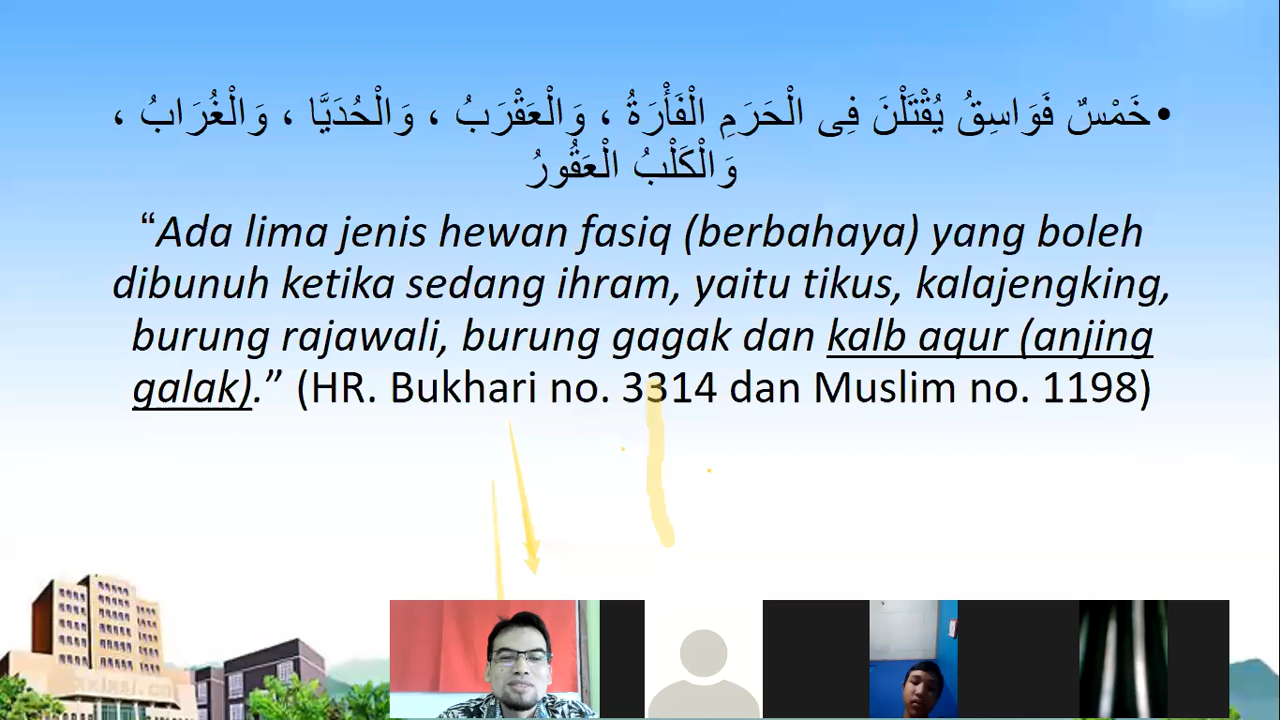 •خَمْسٌ فَوَاسِقُ يُقْتَلْنَ فِى الْحَرَمِ الْفَأْرَةُ ، وَالْعَقْرَبُ ، وَالْحُدَيَّا ، وَالْغُرَابُ ،
وَالْكَلْبُ الْعَقُورُ
“Ada lima jenis hewan fasiq (berbahaya) yang boleh
dibunuh ketika sedang ihram, yaitu tikus, kalajengking,
burung rajawali, burung gagak dan kalb aqur (anjing
galak).” (HR. Bukhari no. 3314 dan Muslim no. 1198)